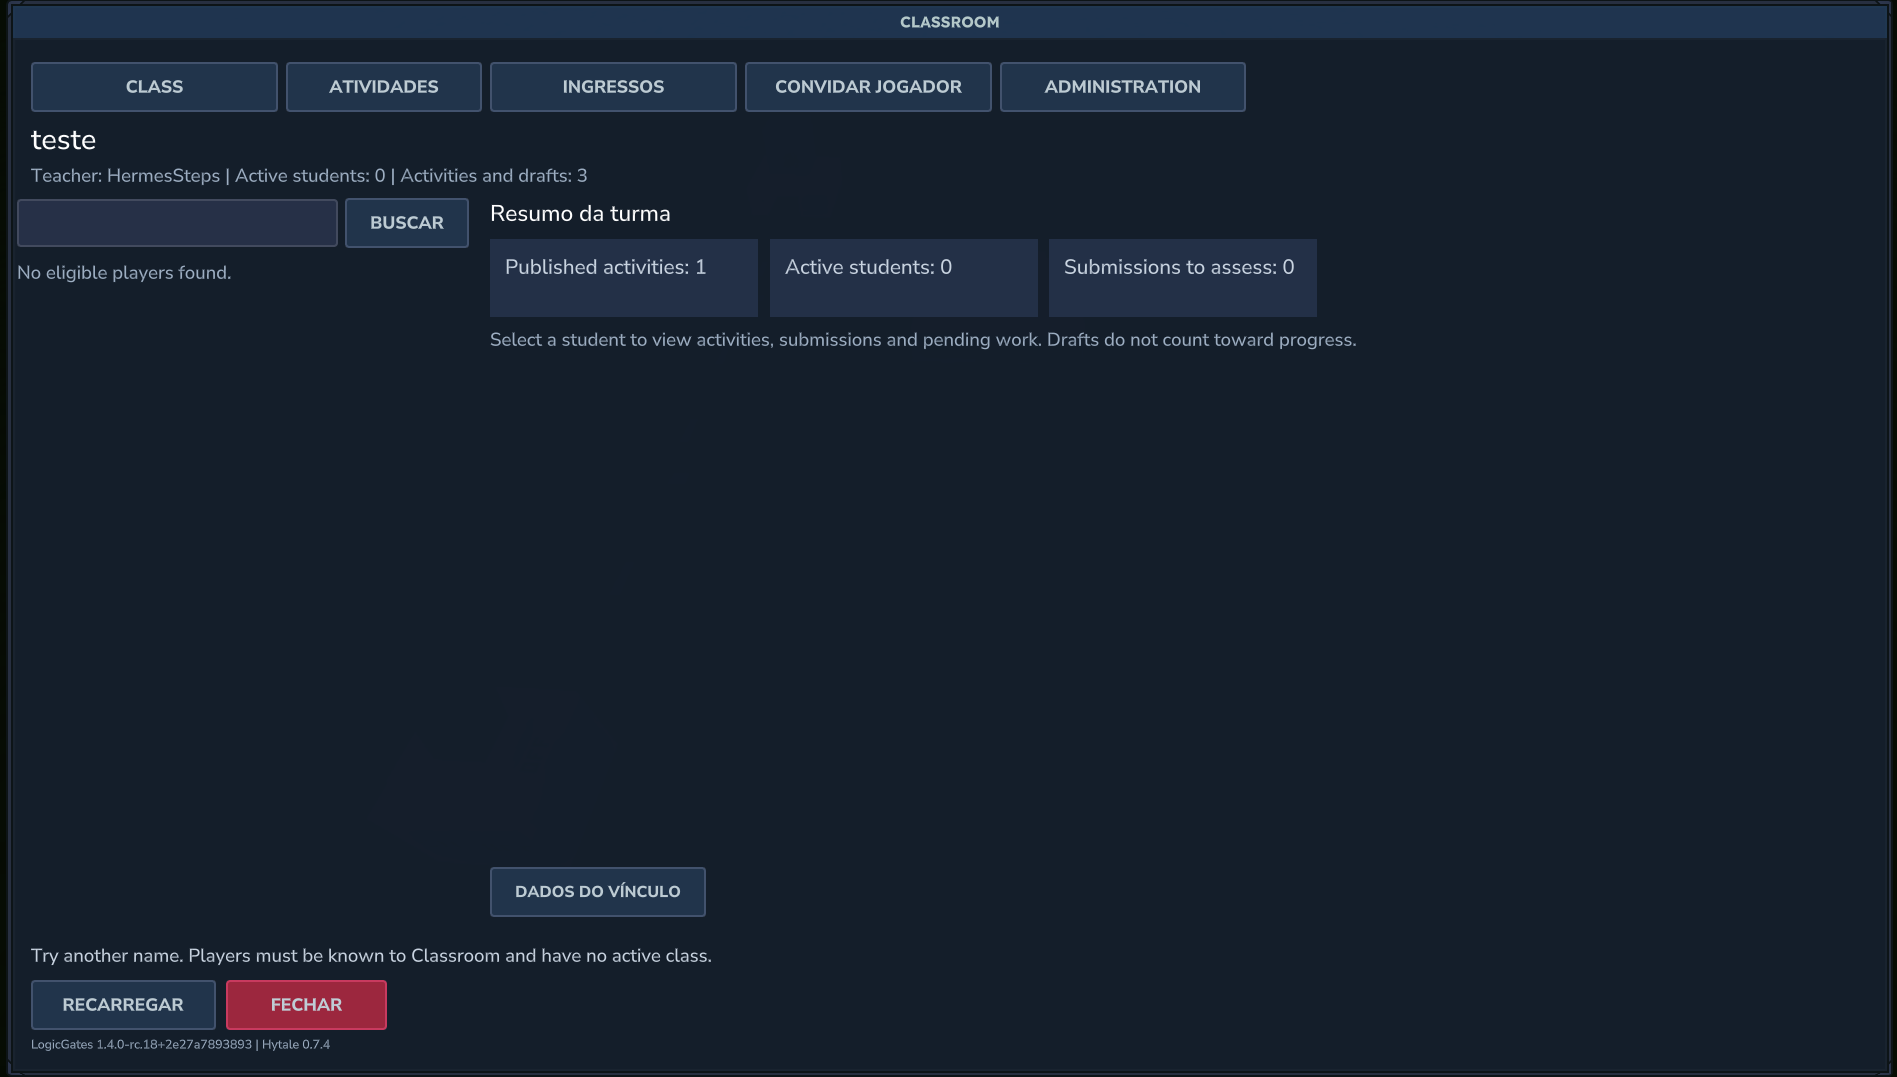 CLASSROOM
CLASS
ATIVIDADES
INGRESSOS
CONVIDAR JOGADOR
ADMINISTRATION
teste
Teacher: HermesSteps | Active students: 0 | Activities and drafts: 3
BUSCAR
No eligible players found.
Resumo da turma
Published activities: 1
Active students: 0
Submissions to assess: 0
Select a student to view activities, submissions and pending work. Drafts do not count toward progress.
DADOS DO VÍNCULO
Try another name. Players must be known to Classroom and have no active class.
RECARREGAR
FECHAR
LogicGates 1.4.0-rc.18+2e27a7893893 | Hytale 0.7.4